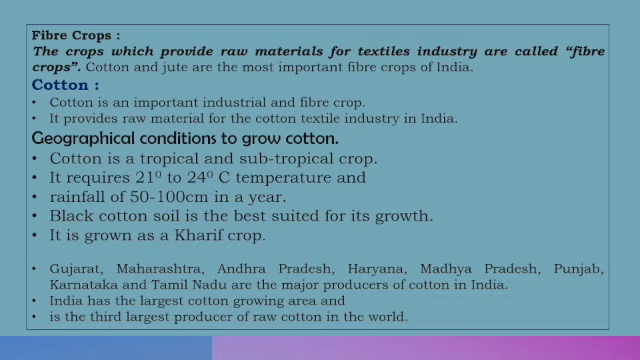 Fibre Crops :
The crops which provide raw materials for textiles industry are called “fibre
crops”. Cotton and jute are the most important fibre crops of India.
Cotton :
• Cotton is an important industrial and fibre crop.
• It provides raw material for the cotton textile industry in India.
Geographical conditions to grow cotton.
• Cotton is a tropical and sub-tropical crop.
• It requires 21⁰ to 24⁰ C temperature and
• rainfall of 50-100cm in a year.
• Black cotton soil is the best suited for its growth.
• It is grown as a Kharif crop.
• Gujarat, Maharashtra, Andhra Pradesh, Haryana, Madhya Pradesh, Punjab,
Karnataka and Tamil Nadu are the major producers of cotton in India.
• India has the largest cotton growing area and
• is the third largest producer of raw cotton in the world.